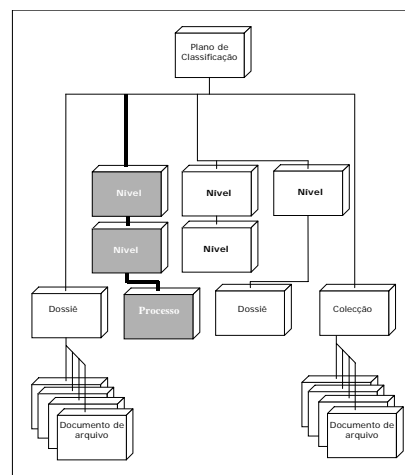 Plano de
Classificação
Nível
Nível
Nível
Nível
Nível
Dossiê
Processo
Dossiê
Colecção
Documento de
arquivo
Documento de
arquivo